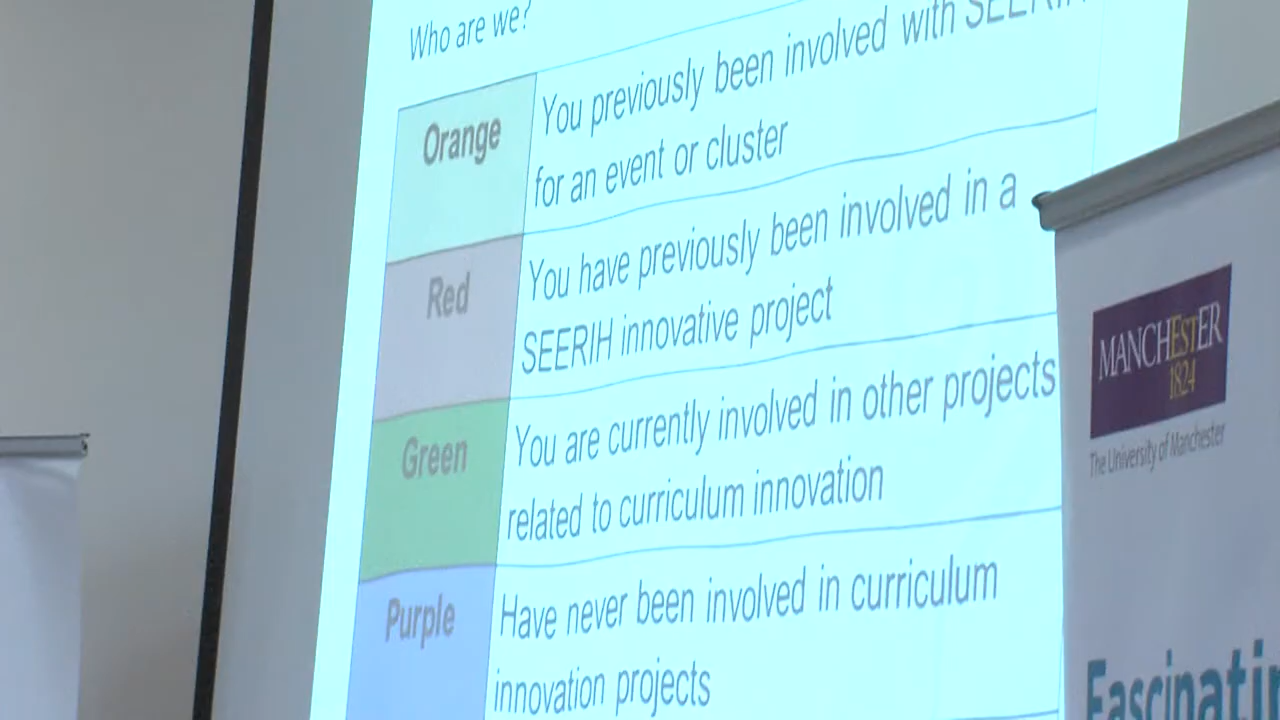 Who are we?
Orange
You previously been involved with SEERIH
for an event or cluster
Red
You have previously been involved in a
SEERIH innovative project
Green
You are currently involved in other projects
related to curriculum innovation
Purple
Have never been involved in curriculum
innovation projects
MANCHESTER
1824
The University of Manchester